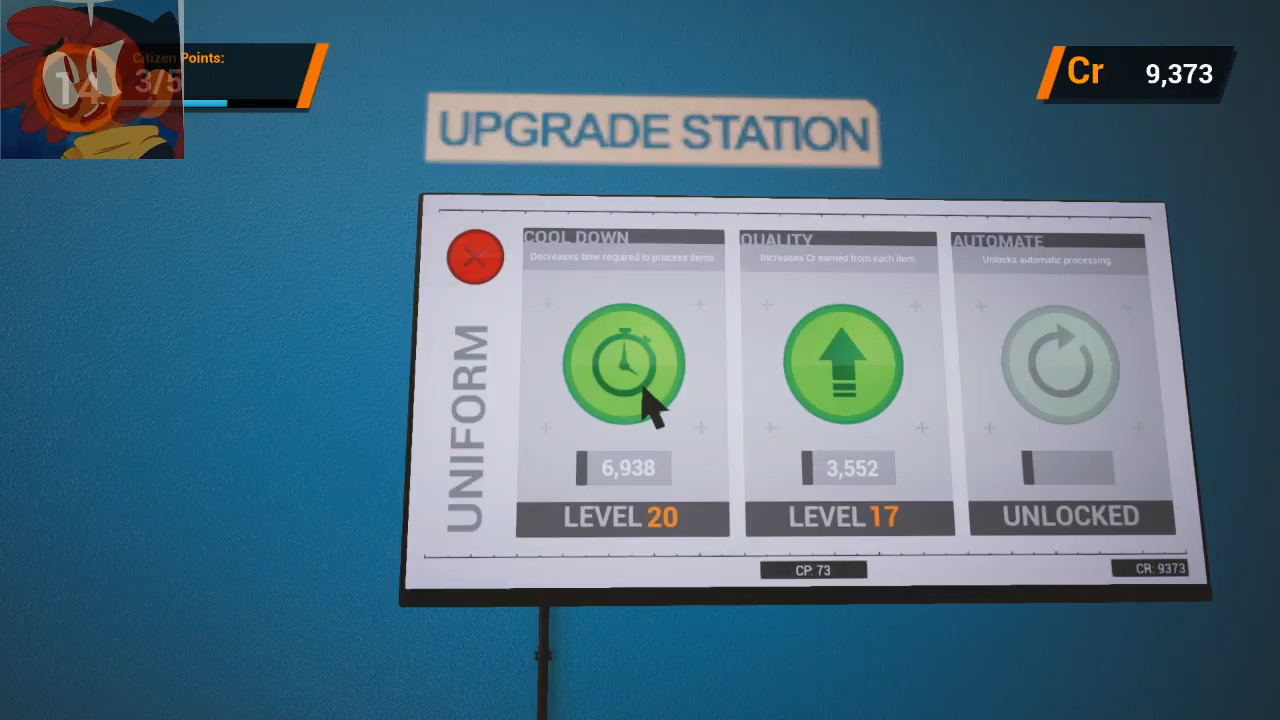 Citizen Points:
14
3/5
Cr 9,373
UPGRADE STATION
UNIFORM
COOL DOWN
Decreases time required to process items
6,938
LEVEL 20
QUALITY
Increases Cr earned from each item.
3,552
LEVEL 17
AUTOMATE
Unlocks automatic processing.
UNLOCKED
CP: 73
CR: 9373